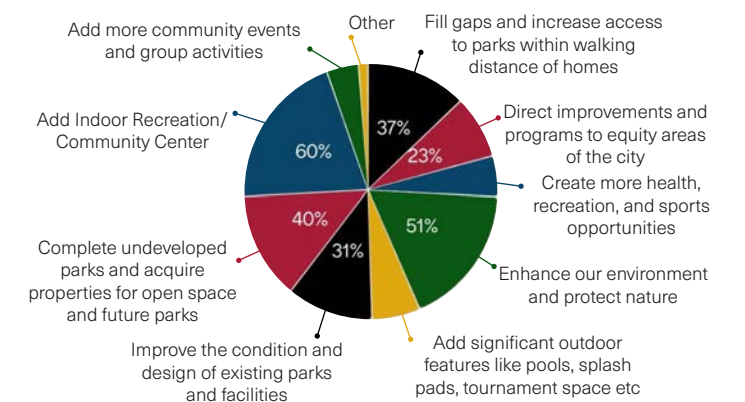 Add more community events
and group activities
Other
Fill gaps and increase access
to parks within walking
distance of homes
Add Indoor Recreation/
Community Center
Direct improvements and
programs to equity areas
of the city
Create more health,
recreation, and sports
opportunities
Enhance our environment
and protect nature
Complete undeveloped
parks and acquire
properties for open space
and future parks
Improve the condition and
design of existing parks
and facilities
Add significant outdoor
features like pools, splash
pads, tournament space etc
37%
23%
60%
51%
40%
31%